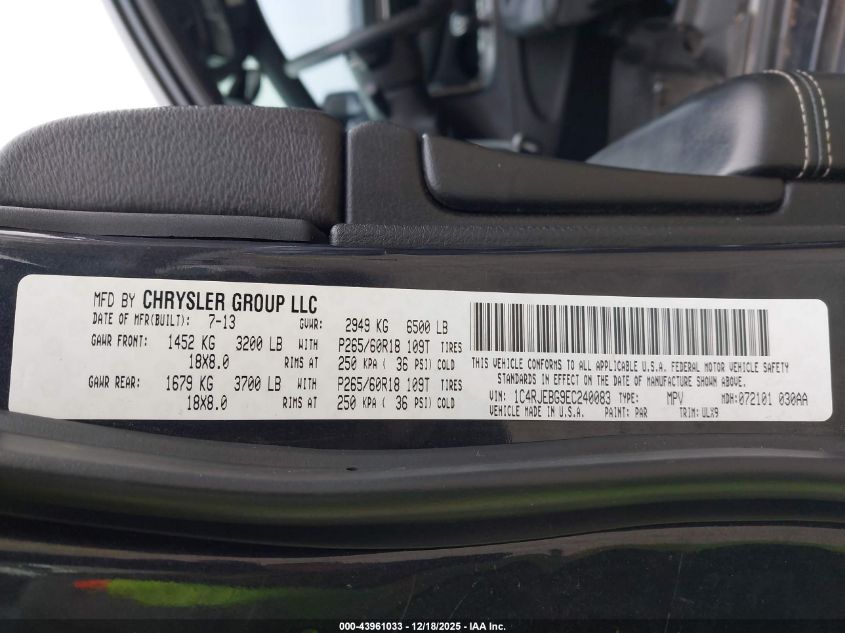 MFD BY CHRYSLER GROUP LLC
DATE OF MFR(BUILT): 7-13 GVWR: 2949 KG 6500 LB
GAWR FRONT: 1452 KG 3200 LB WITH P265/60R18 109T TIRES
18X8.0 RIMS AT 250 KPA ( 36 PSI) COLD
GAWR REAR: 1679 KG 3700 LB WITH P265/60R18 109T TIRES
18X8.0 RIMS AT 250 KPA ( 36 PSI) COLD
THIS VEHICLE CONFORMS TO ALL APPLICABLE U.S.A. FEDERAL MOTOR VEHICLE SAFETY
STANDARDS IN EFFECT ON THE DATE OF MANUFACTURE SHOWN ABOVE.
VIN: 1C4RJEBG9EC240083 TYPE: MPV MDH:072101 030AA
VEHICLE MADE IN U.S.A. PAINT: PAR TRIM: ULX9
000-43961033 - 12/18/2025 - IAA Inc.